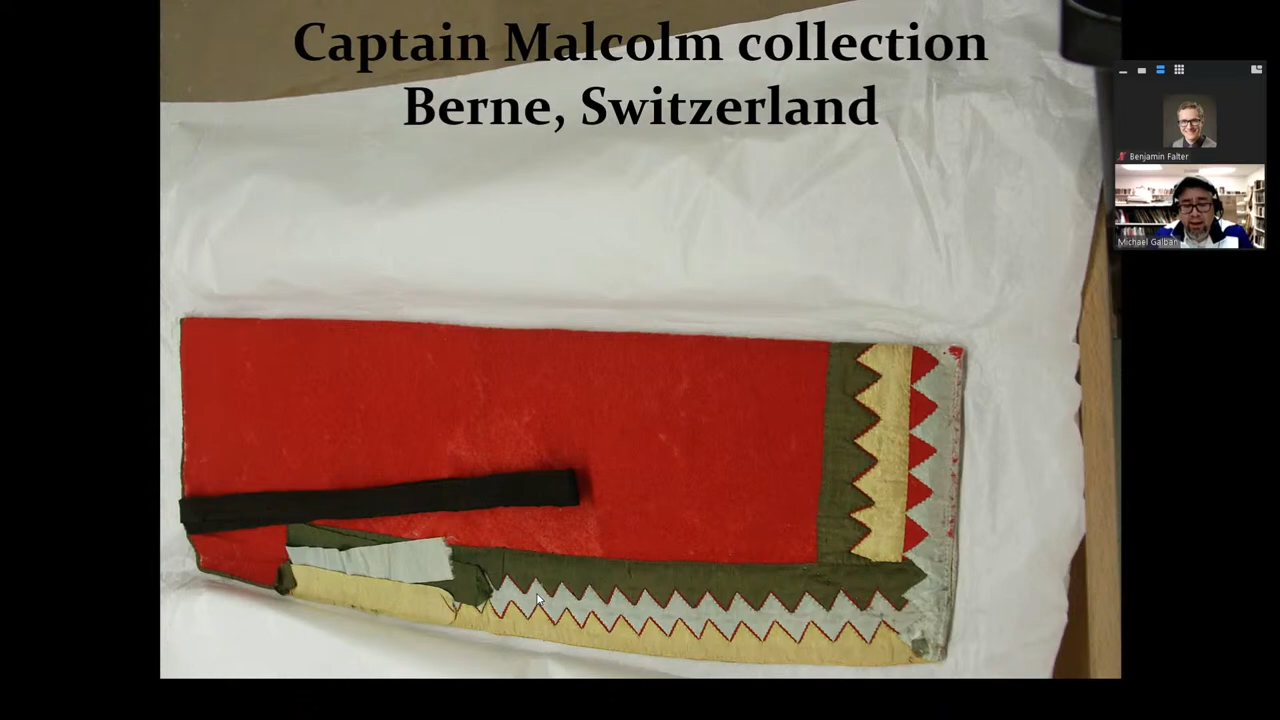 Captain Malcolm collection
Berne, Switzerland
Benjamin Falter
Michael Galban